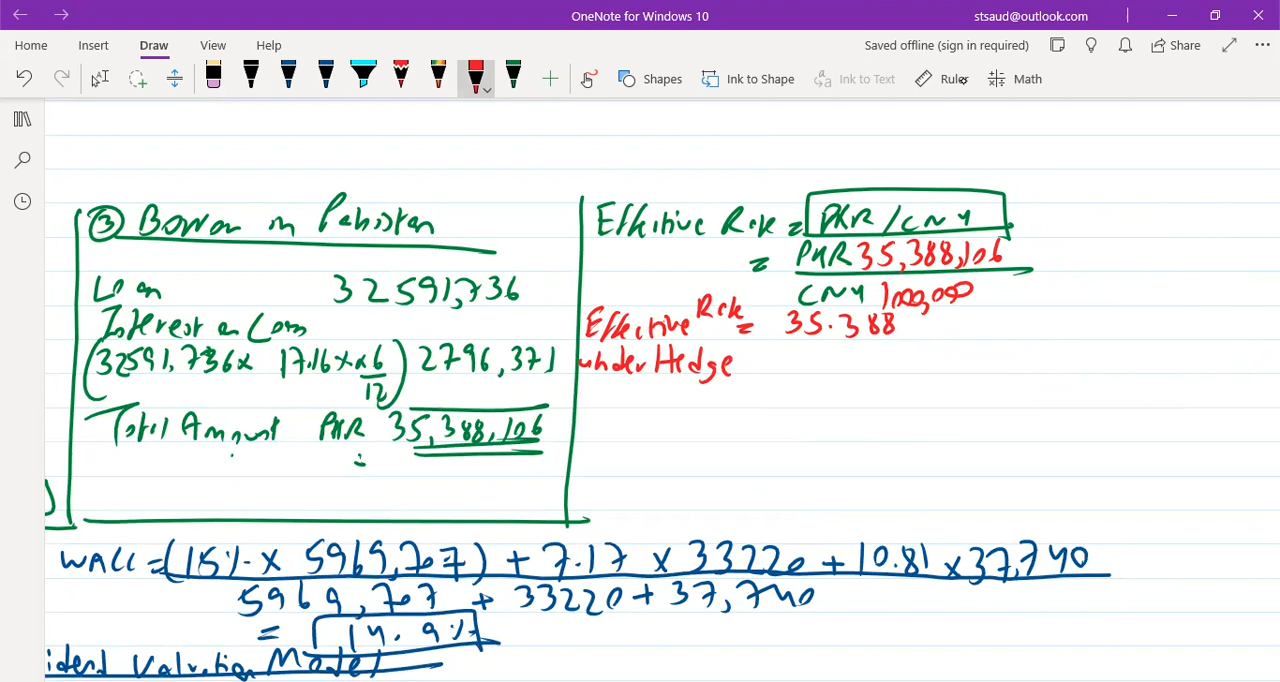 OneNote for Windows 10
stsaud@outlook.com
Home Insert Draw View Help
Saved offline (sign in required) Share
Shapes Ink to Shape Ink to Text Ruler Math
③ Borrow in Pakistan
Loan 32591,736
Interest on Loan
(32591,736x 17.16 x x 6/12) 2796,371
Total Amount PKR 35,388,106
Effective Rate = PKR/CNY
= PKR 35,388,106
CNY 1000,000
Effective Rate = 35.388
under Hedge
WACC = (15% x 5969,707) + 7.17 x 33220 + 10.81 x 37,740
5969,707 + 33220 + 37,740
= 14.9%
idend Valuation Model